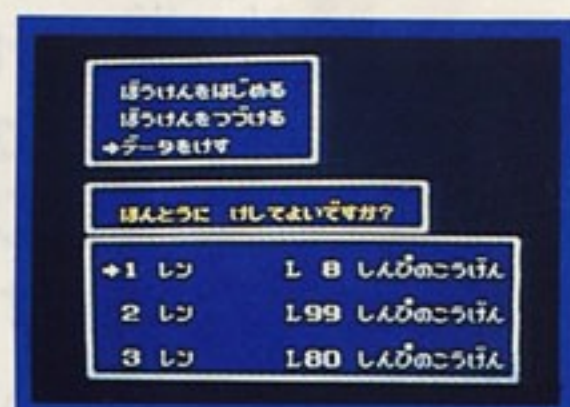 ぼうけんをはじめる
ぼうけんをつづける
→データをけす
ほんとうに けしてよいですか?
→1 レン L 8 しんぴのこうげん
2 レン L99 しんぴのこうげん
3 レン L80 しんぴのこうげん